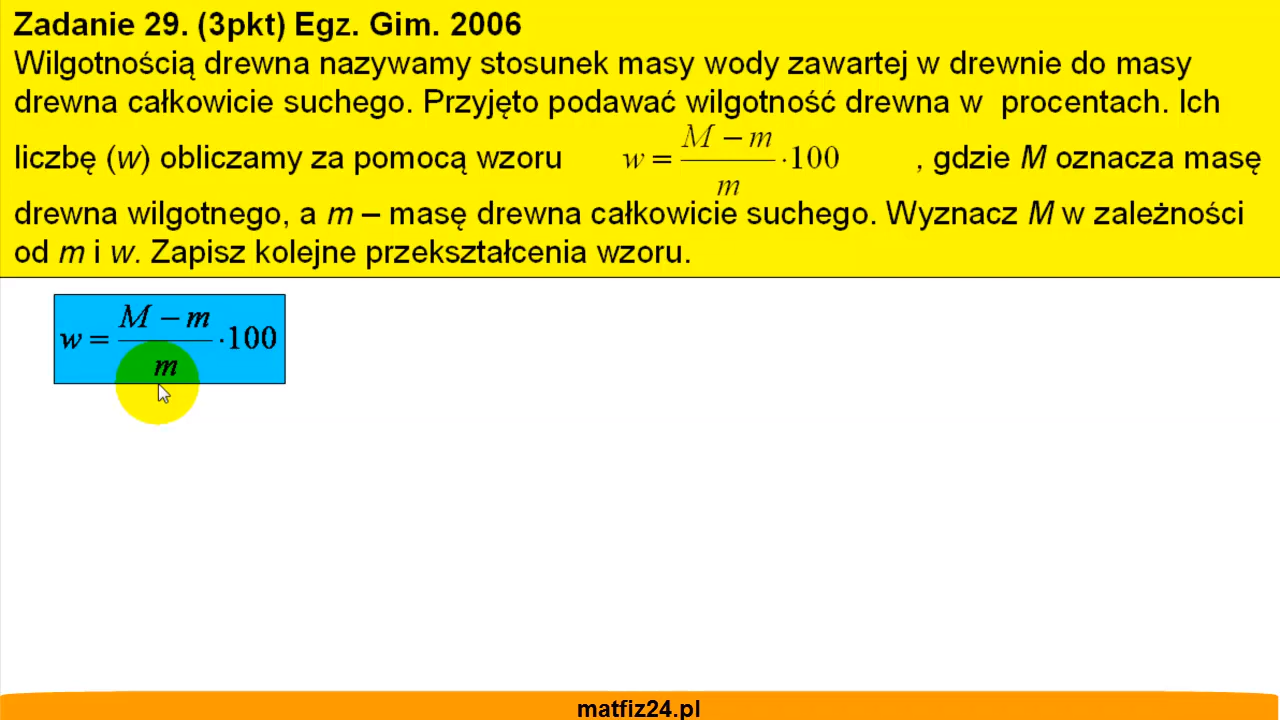 Zadanie 29. (3pkt) Egz. Gim. 2006
Wilgotnością drewna nazywamy stosunek masy wody zawartej w drewnie do masy
drewna całkowicie suchego. Przyjęto podawać wilgotność drewna w procentach. Ich
liczbę (w) obliczamy za pomocą wzoru w = \frac{M - m}{m} · 100 , gdzie M oznacza masę
drewna wilgotnego, a m – masę drewna całkowicie suchego. Wyznacz M w zależności
od m i w. Zapisz kolejne przekształcenia wzoru.
w = \frac{M - m}{m} · 100
matfiz24.pl